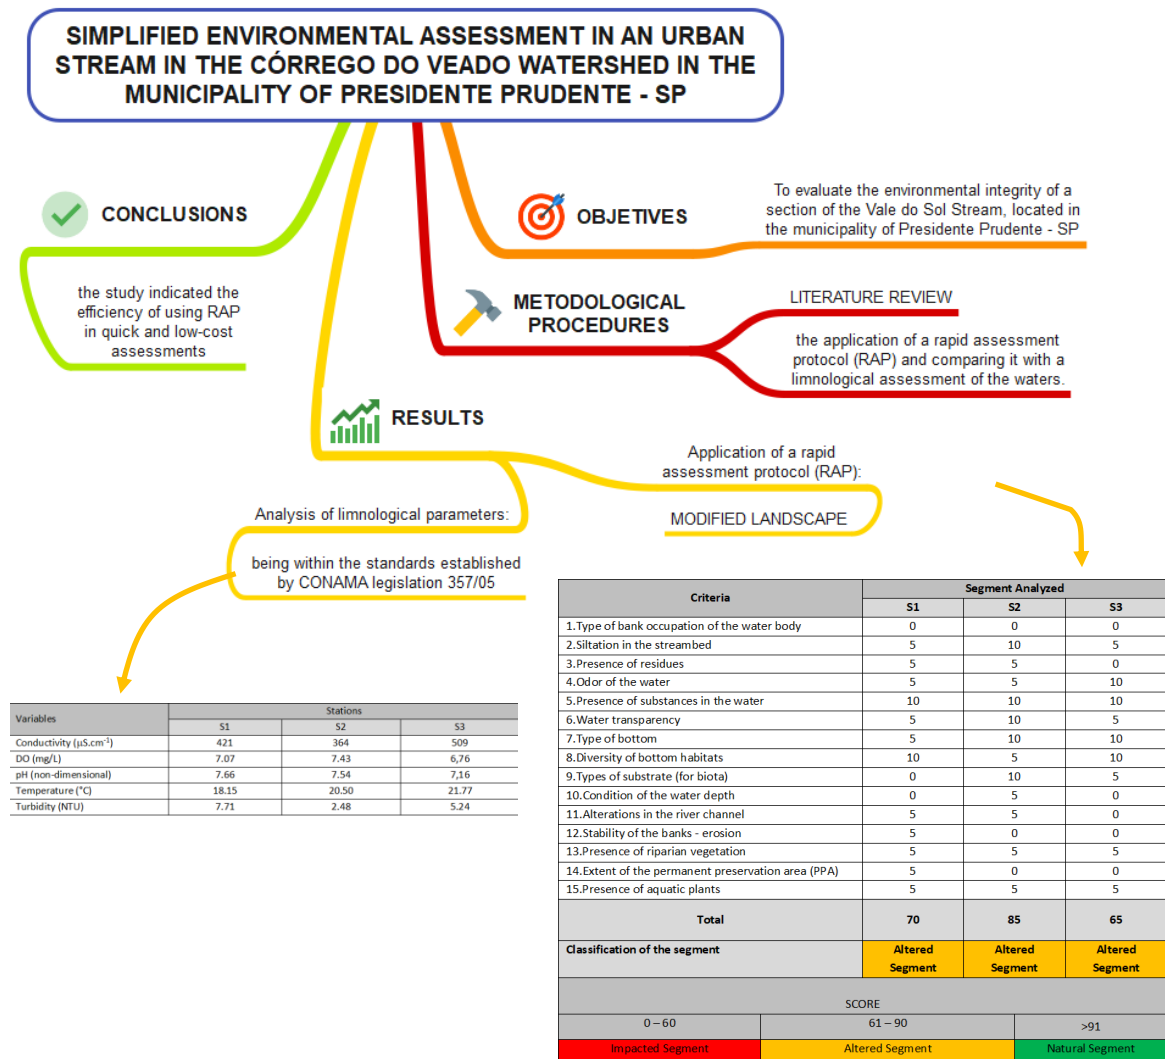 SIMPLIFIED ENVIRONMENTAL ASSESSMENT IN AN URBAN
STREAM IN THE CÓRREGO DO VEADO WATERSHED IN THE
MUNICIPALITY OF PRESIDENTE PRUDENTE - SP
CONCLUSIONS
the study indicated the
efficiency of using RAP
in quick and low-cost
assessments
OBJETIVES
To evaluate the environmental integrity of a
section of the Vale do Sol Stream, located in
the municipality of Presidente Prudente - SP
METODOLOGICAL
PROCEDURES
LITERATURE REVIEW
the application of a rapid assessment
protocol (RAP) and comparing it with a
limnological assessment of the waters.
RESULTS
Application of a rapid
assessment protocol (RAP):
MODIFIED LANDSCAPE
Analysis of limnological parameters:
being within the standards established
by CONAMA legislation 357/05
Variables Stations
S1 S2 S3
Conductivity (µS.cm⁻¹) 421 364 509
DO (mg/L) 7.07 7.43 6,76
pH (non-dimensional) 7.66 7.54 7,16
Temperature (°C) 18.15 20.50 21.77
Turbidity (NTU) 7.71 2.48 5.24
Criteria Segment Analyzed
S1 S2 S3
1.Type of bank occupation of the water body 0 0 0
2.Siltation in the streambed 5 10 5
3.Presence of residues 5 5 0
4.Odor of the water 5 5 10
5.Presence of substances in the water 10 10 10
6.Water transparency 5 10 5
7.Type of bottom 5 10 10
8.Diversity of bottom habitats 10 5 10
9.Types of substrate (for biota) 0 10 5
10.Condition of the water depth 0 5 0
11.Alterations in the river channel 5 5 0
12.Stability of the banks - erosion 5 0 0
13.Presence of riparian vegetation 5 5 5
14.Extent of the permanent preservation area (PPA) 5 0 0
15.Presence of aquatic plants 5 5 5
Total 70 85 65
Classification of the segment Altered Segment Altered Segment Altered Segment
SCORE
0 – 60 61 – 90 >91
Impacted Segment Altered Segment Natural Segment